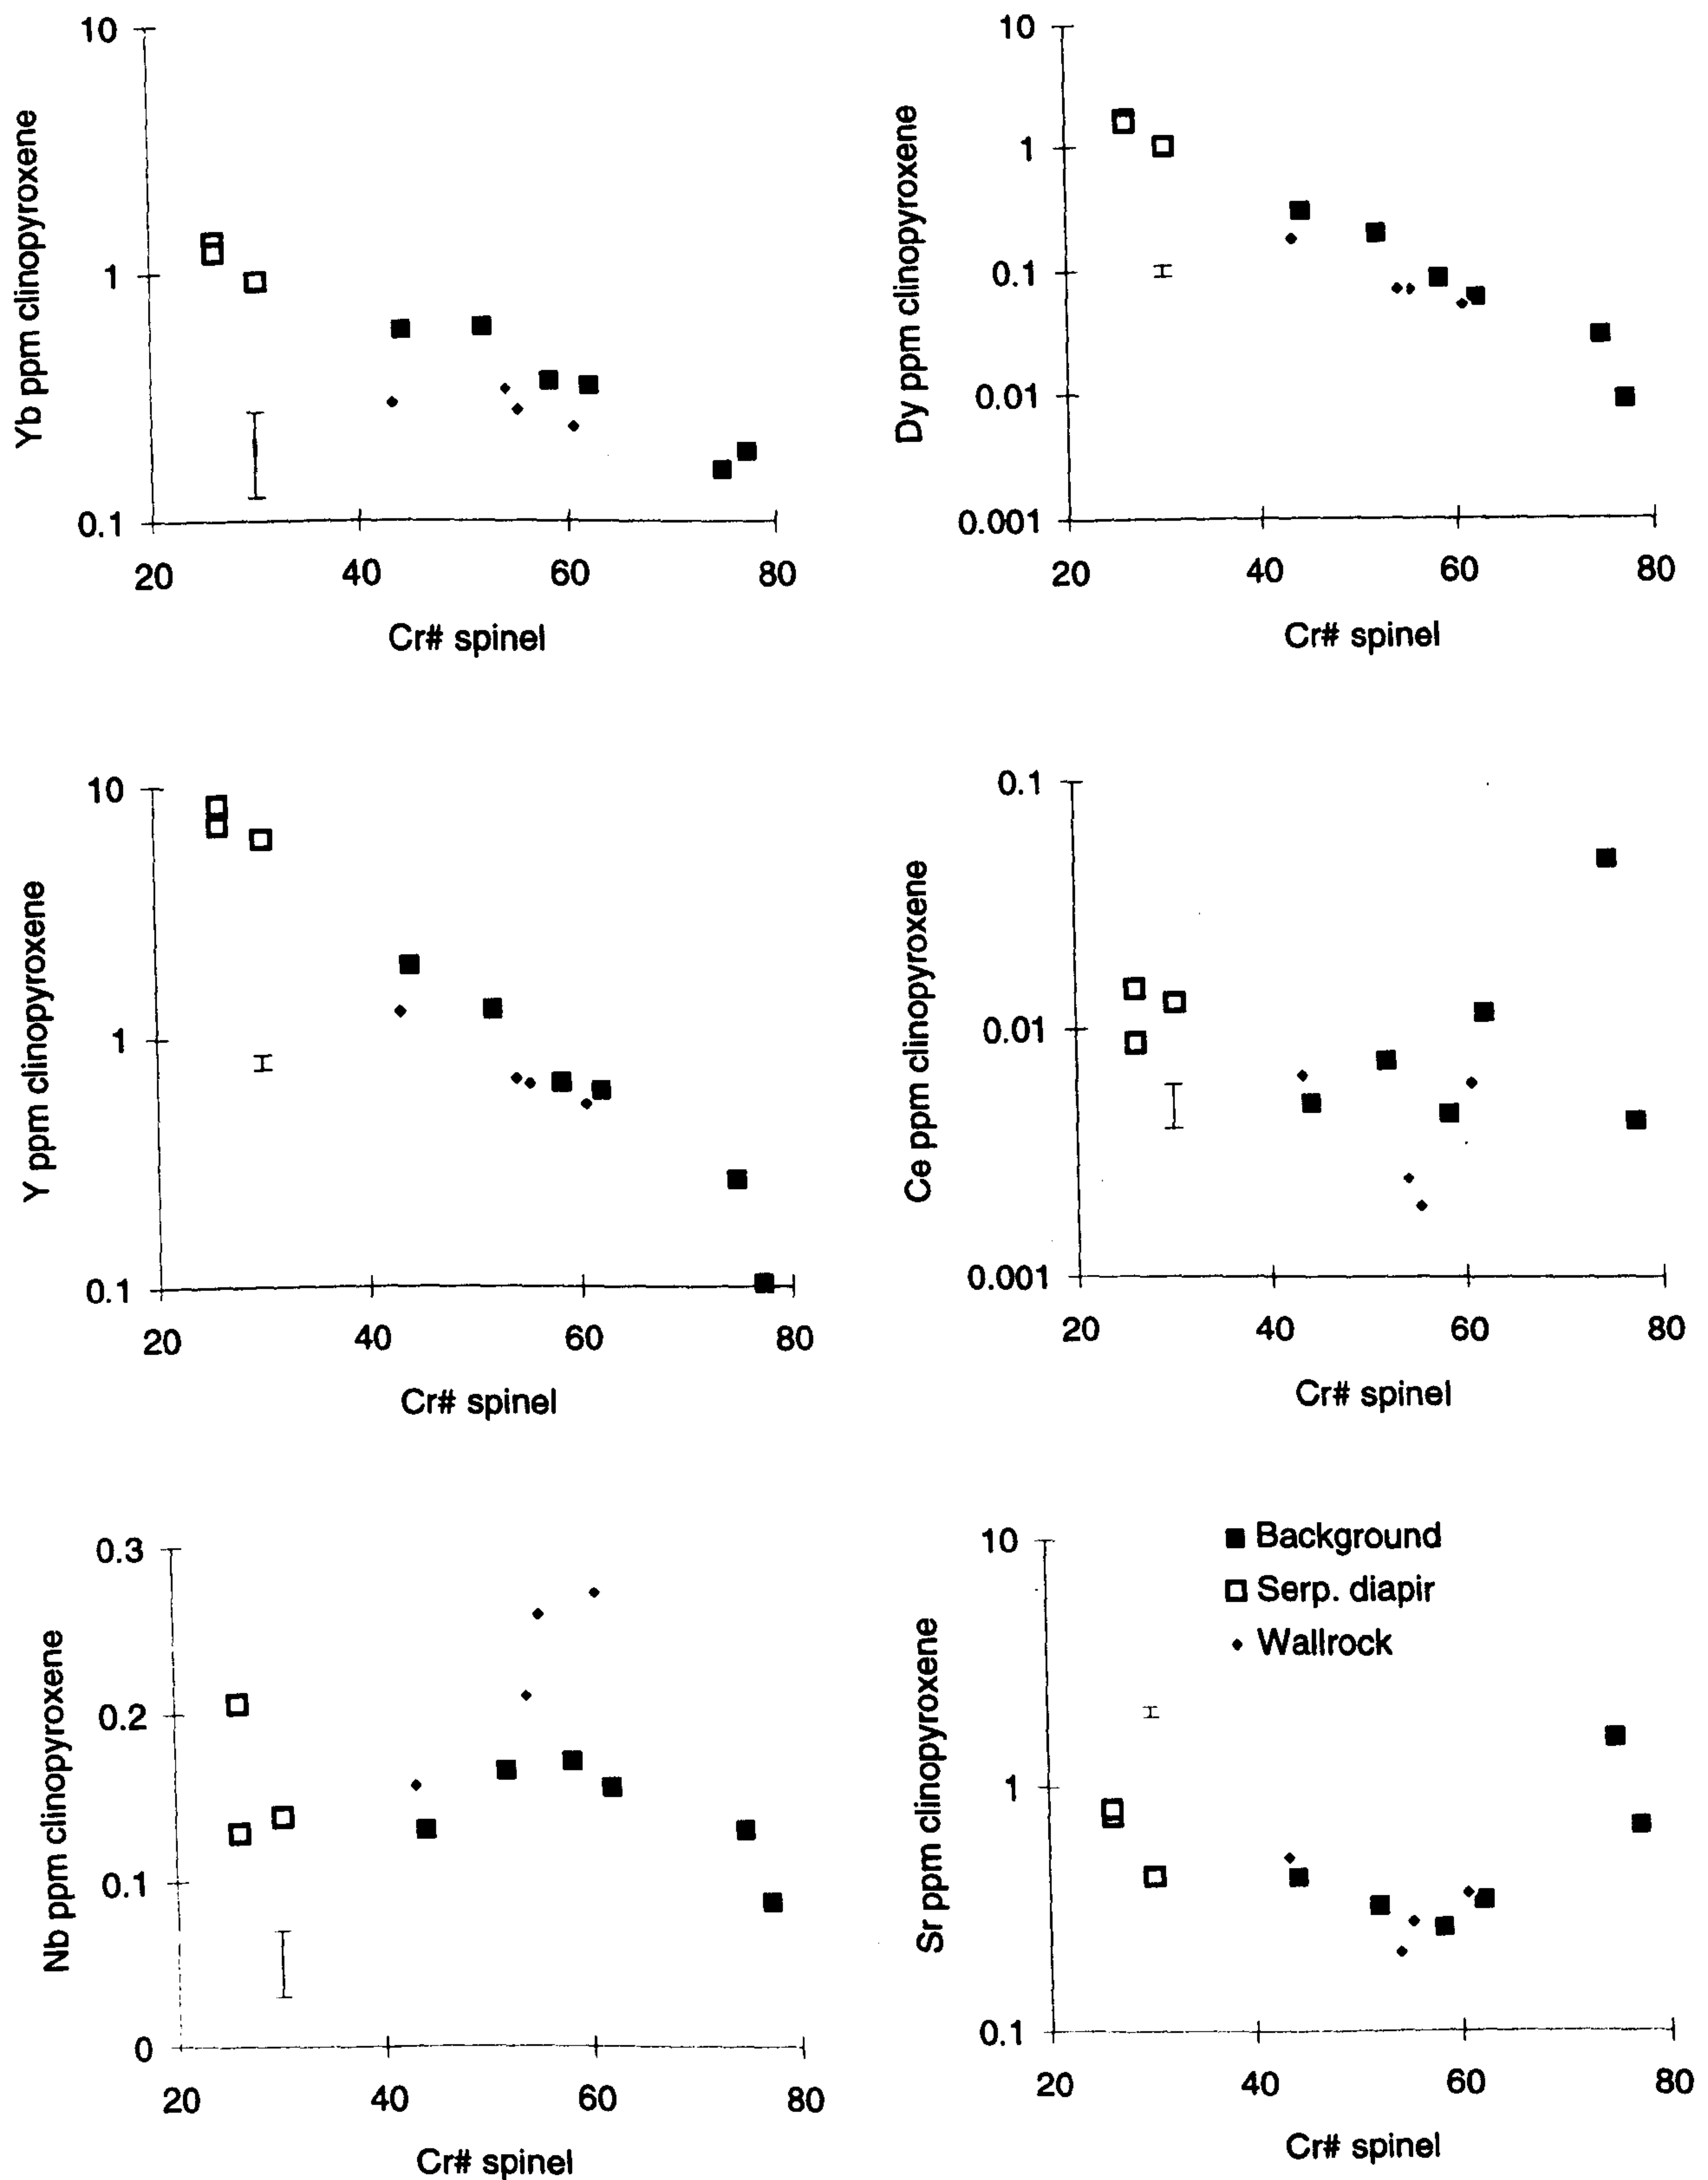 10
1
0.1
Yb ppm clinopyroxene
20 40 60 80
Cr# spinel
10
1
0.1
0.01
0.001
Dy ppm clinopyroxene
20 40 60 80
Cr# spinel
10
1
0.1
Y ppm clinopyroxene
20 40 60 80
Cr# spinel
0.1
0.01
0.001
Ce ppm clinopyroxene
20 40 60 80
Cr# spinel
0.3
0.2
0.1
0
Nb ppm clinopyroxene
20 40 60 80
Cr# spinel
10
1
0.1
Sr ppm clinopyroxene
Background
Serp. diapir
Wallrock
20 40 60 80
Cr# spinel